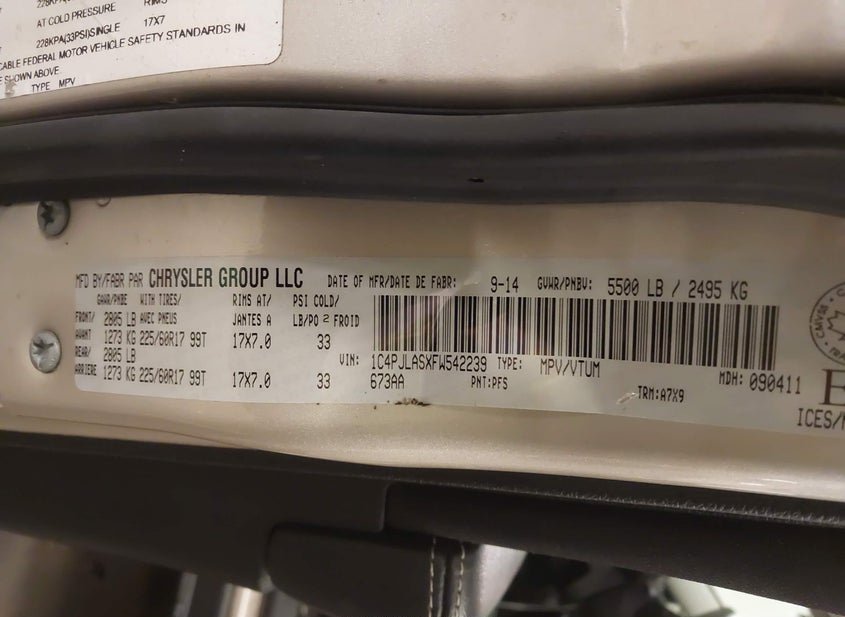 228KPA
AT COLD PRESSURE RIMS
228KPA(33PSI)SINGLE 17X7
CABLE FEDERAL MOTOR VEHICLE SAFETY STANDARDS IN
SHOWN ABOVE.
TYPE MPV
MFD BY/FABR PAR CHRYSLER GROUP LLC DATE OF MFR/DATE DE FABR: 9-14 GVWR/PNBV: 5500 LB / 2495 KG
GAWR/PNBE WITH TIRES/ RIMS AT/ PSI COLD/
FRONT/ 2805 LB AVEC PNEUS JANTES A LB/PO 2 FROID
AVANT 1273 KG 225/60R17 99T 17X7.0 33
REAR/ 2805 LB
ARRIERE 1273 KG 225/60R17 99T 17X7.0 33
VIN: 1C4PJLASXFW542239 TYPE: MPV/VTUM MDH: 090411
673AA PNT:PFS TRM:A7X9
CMVSS
E
ICES/